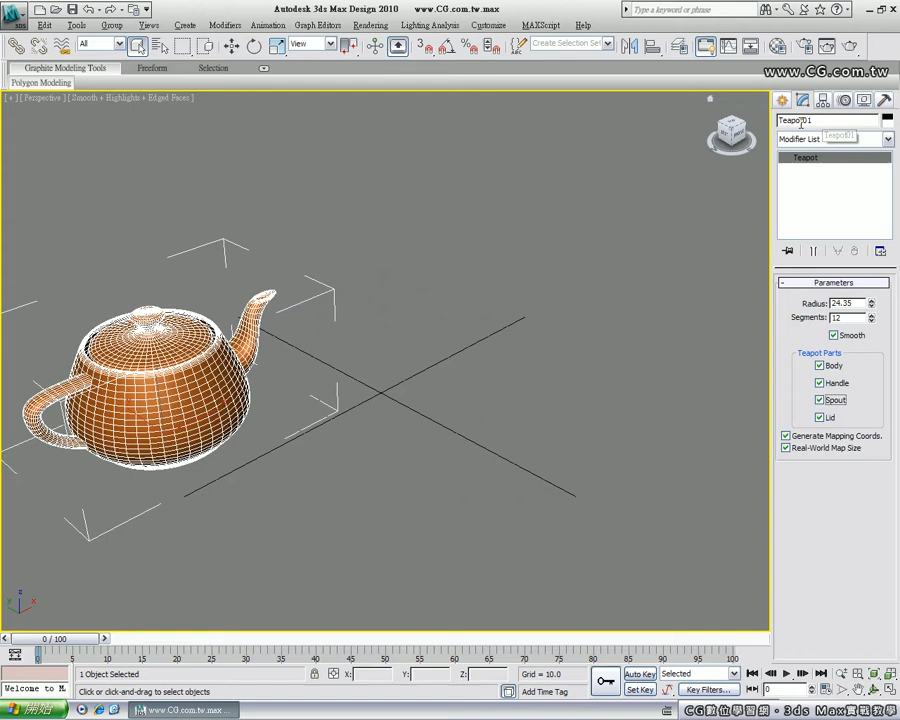 Autodesk 3ds Max Design 2010    www.CG.com.tw.max
Type a keyword or phrase
Edit Tools Group Views Create Modifiers Animation Graph Editors Rendering Lighting Analysis Customize MAXScript Help
All View Create Selection Set
Graphite Modeling Tools Freeform Selection
www.CG.com.tw
Polygon Modeling
[ + ] [ Perspective ] [ Smooth + Highlights + Edged Faces ]
Teapot01
Teapot01
Modifier List
Teapot
Parameters
Radius: 24.35
Segments: 12
Smooth
Teapot Parts
Body
Handle
Spout
Lid
Generate Mapping Coords.
Real-World Map Size
z
y x
0 / 100
0 5 10 15 20 25 30 35 40 45 50 55 60 65 70 75 80 85 90 95 100
1 Object Selected X: Y: Z: Grid = 10.0 Auto Key Selected
Welcome to M Click or click-and-drag to select objects Add Time Tag Set Key Key Filters... 0
開始 www.CG.com.tw.max ... CG數位學習網‧3ds Max實戰教學